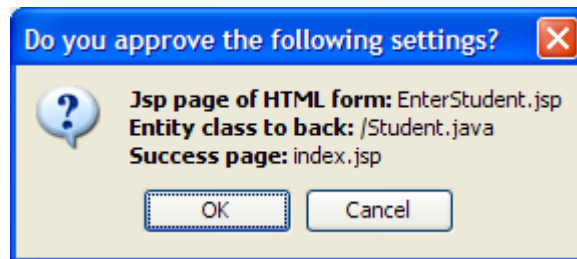 Do you approve the following settings?
Jsp page of HTML form: EnterStudent.jsp
Entity class to back: /Student.java
Success page: index.jsp
OK Cancel